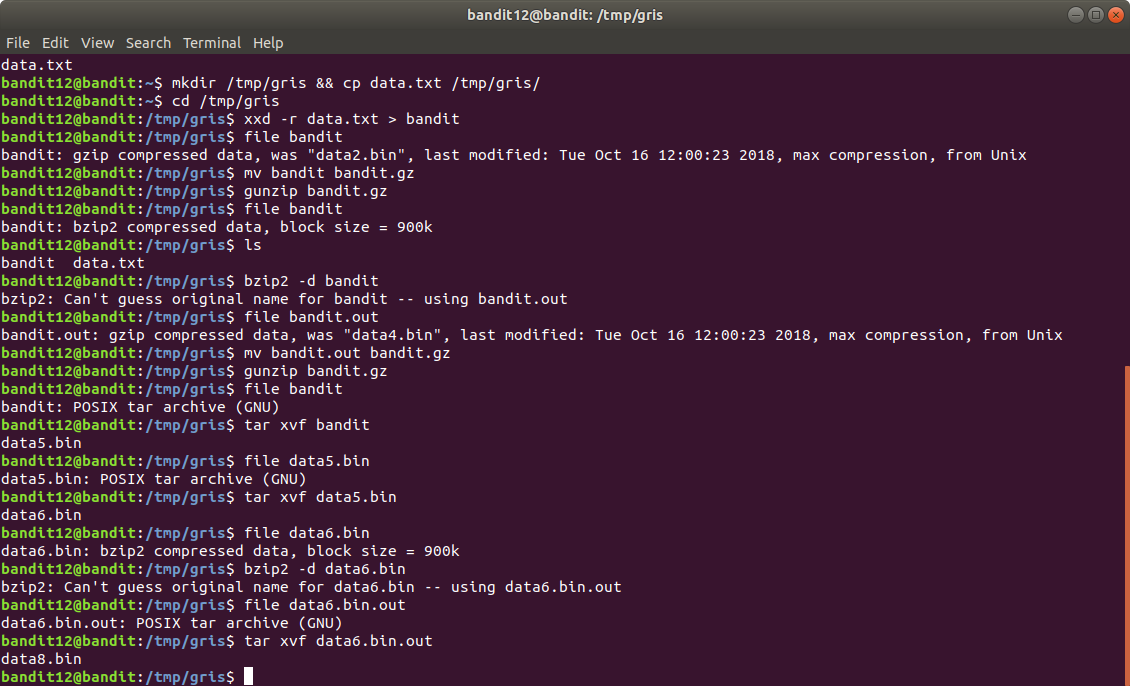 bandit12@bandit: /tmp/gris
File Edit View Search Terminal Help
data.txt
bandit12@bandit:~$ mkdir /tmp/gris && cp data.txt /tmp/gris/
bandit12@bandit:~$ cd /tmp/gris
bandit12@bandit:/tmp/gris$ xxd -r data.txt > bandit
bandit12@bandit:/tmp/gris$ file bandit
bandit: gzip compressed data, was "data2.bin", last modified: Tue Oct 16 12:00:23 2018, max compression, from Unix
bandit12@bandit:/tmp/gris$ mv bandit bandit.gz
bandit12@bandit:/tmp/gris$ gunzip bandit.gz
bandit12@bandit:/tmp/gris$ file bandit
bandit: bzip2 compressed data, block size = 900k
bandit12@bandit:/tmp/gris$ ls
bandit  data.txt
bandit12@bandit:/tmp/gris$ bzip2 -d bandit
bzip2: Can't guess original name for bandit -- using bandit.out
bandit12@bandit:/tmp/gris$ file bandit.out
bandit.out: gzip compressed data, was "data4.bin", last modified: Tue Oct 16 12:00:23 2018, max compression, from Unix
bandit12@bandit:/tmp/gris$ mv bandit.out bandit.gz
bandit12@bandit:/tmp/gris$ gunzip bandit.gz
bandit12@bandit:/tmp/gris$ file bandit
bandit: POSIX tar archive (GNU)
bandit12@bandit:/tmp/gris$ tar xvf bandit
data5.bin
bandit12@bandit:/tmp/gris$ file data5.bin
data5.bin: POSIX tar archive (GNU)
bandit12@bandit:/tmp/gris$ tar xvf data5.bin
data6.bin
bandit12@bandit:/tmp/gris$ file data6.bin
data6.bin: bzip2 compressed data, block size = 900k
bandit12@bandit:/tmp/gris$ bzip2 -d data6.bin
bzip2: Can't guess original name for data6.bin -- using data6.bin.out
bandit12@bandit:/tmp/gris$ file data6.bin.out
data6.bin.out: POSIX tar archive (GNU)
bandit12@bandit:/tmp/gris$ tar xvf data6.bin.out
data8.bin
bandit12@bandit:/tmp/gris$